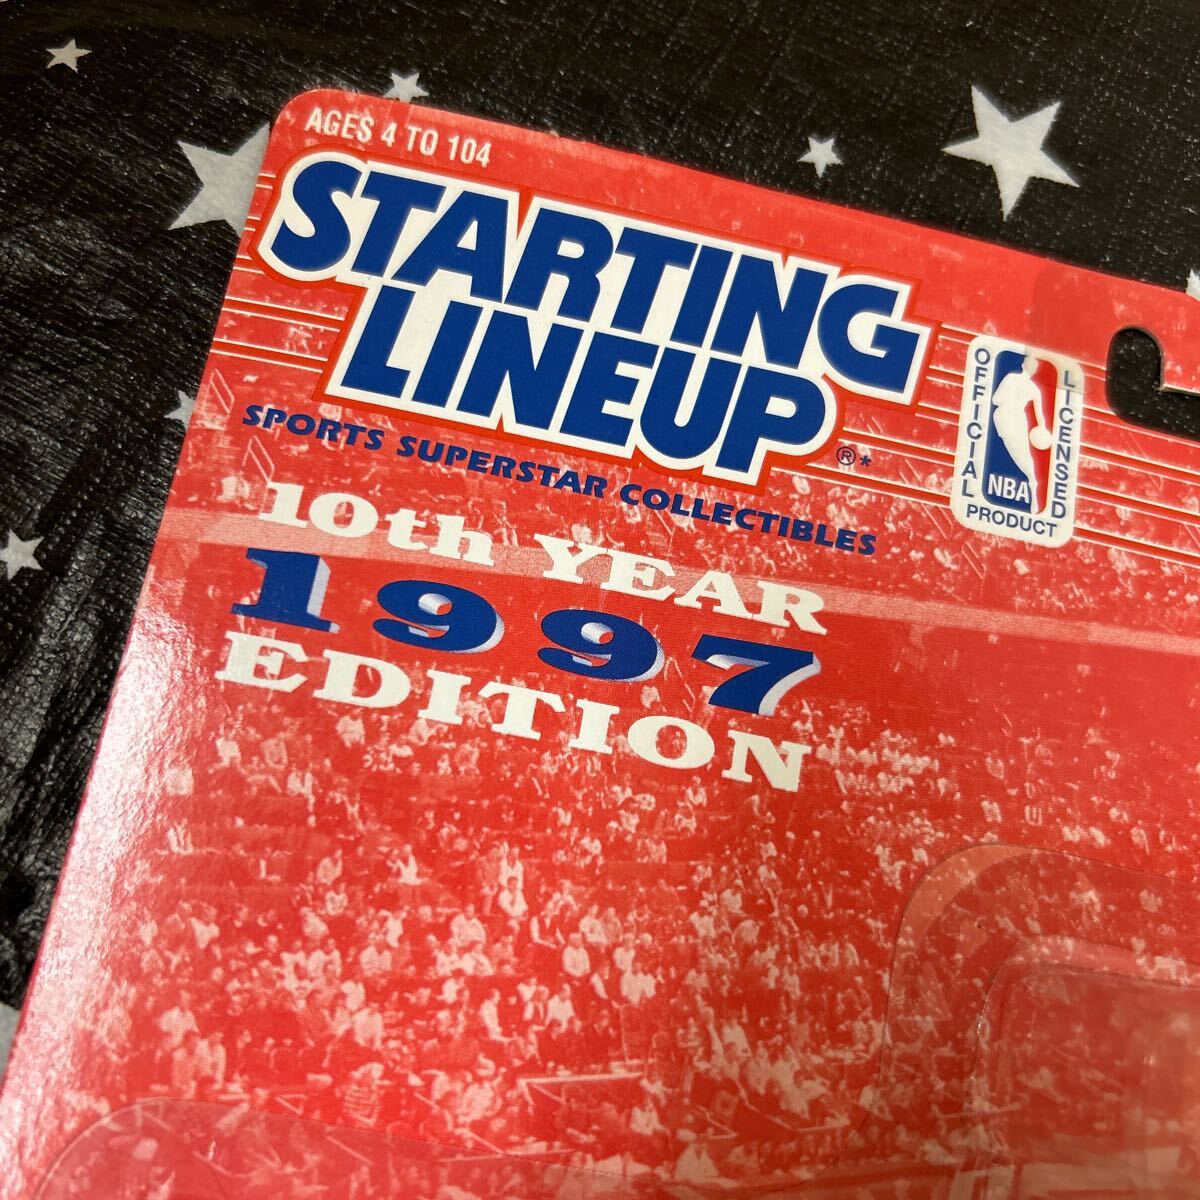 AGES 4 TO 104
STARTING
LINEUP®*
SPORTS SUPERSTAR COLLECTIBLES
10th YEAR
1997
EDITION
OFFICIAL
LICENSED
NBA
PRODUCT